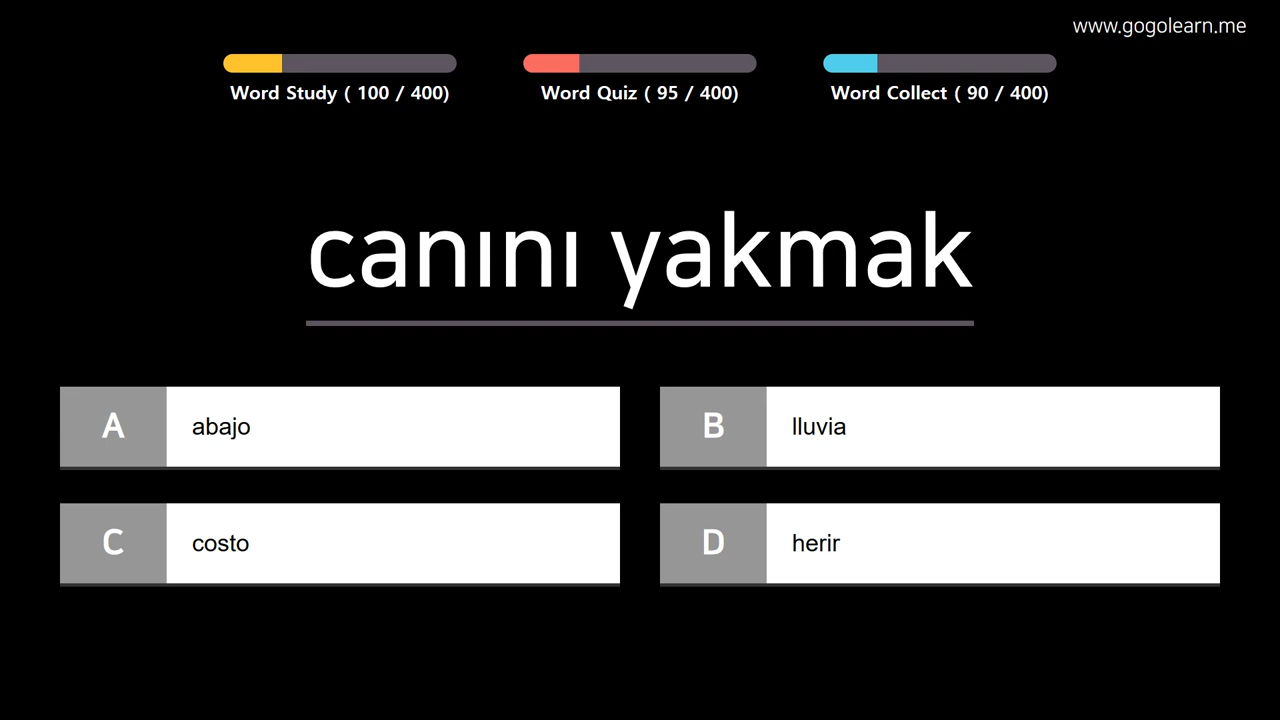 www.gogolearn.me
Word Study ( 100 / 400)
Word Quiz ( 95 / 400)
Word Collect ( 90 / 400)
canını yakmak
A abajo
B lluvia
C costo
D herir